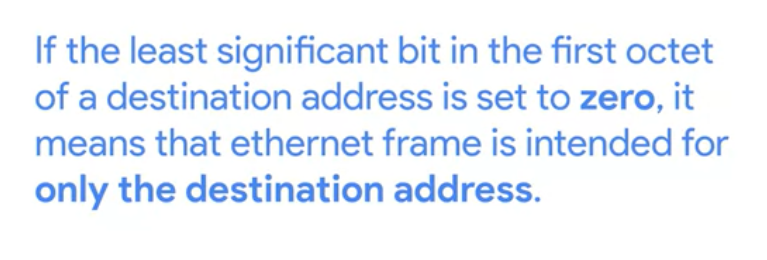 If the least significant bit in the first octet
of a destination address is set to zero, it
means that ethernet frame is intended for
only the destination address.